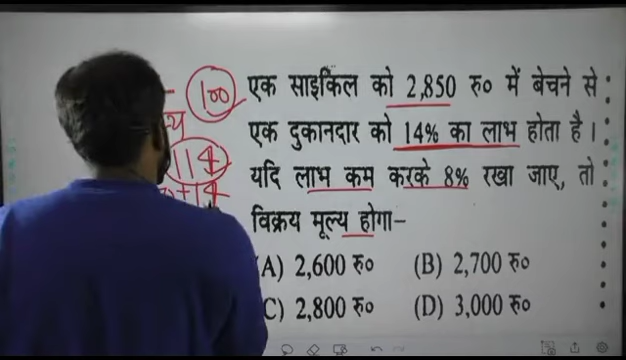 100 एक साइकिल को 2,850 रु० में बेचने से
एक दुकानदार को 14% का लाभ होता है।
114 यदि लाभ कम करके 8% रखा जाए, तो
+14 विक्रय मूल्य होगा–
(A) 2,600 रु० (B) 2,700 रु०
C) 2,800 रु० (D) 3,000 रु०